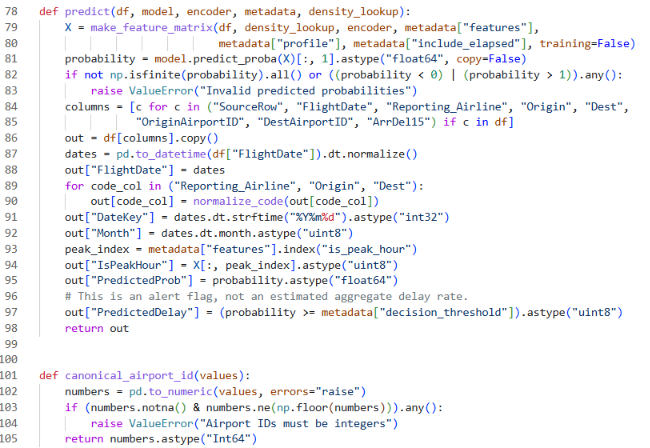 78 def predict(df, model, encoder, metadata, density_lookup):
79     X = make_feature_matrix(df, density_lookup, encoder, metadata["features"],
80                             metadata["profile"], metadata["include_elapsed"], training=False)
81     probability = model.predict_proba(X)[:, 1].astype("float64", copy=False)
82     if not np.isfinite(probability).all() or ((probability < 0) | (probability > 1)).any():
83         raise ValueError("Invalid predicted probabilities")
84     columns = [c for c in ("SourceRow", "FlightDate", "Reporting_Airline", "Origin", "Dest",
85                "OriginAirportID", "DestAirportID", "ArrDel15") if c in df]
86     out = df[columns].copy()
87     dates = pd.to_datetime(df["FlightDate"]).dt.normalize()
88     out["FlightDate"] = dates
89     for code_col in ("Reporting_Airline", "Origin", "Dest"):
90         out[code_col] = normalize_code(out[code_col])
91     out["DateKey"] = dates.dt.strftime("%Y%m%d").astype("int32")
92     out["Month"] = dates.dt.month.astype("uint8")
93     peak_index = metadata["features"].index("is_peak_hour")
94     out["IsPeakHour"] = X[:, peak_index].astype("uint8")
95     out["PredictedProb"] = probability.astype("float64")
96     # This is an alert flag, not an estimated aggregate delay rate.
97     out["PredictedDelay"] = (probability >= metadata["decision_threshold"]).astype("uint8")
98     return out
99
100
101 def canonical_airport_id(values):
102     numbers = pd.to_numeric(values, errors="raise")
103     if (numbers.notna() & numbers.ne(np.floor(numbers))).any():
104         raise ValueError("Airport IDs must be integers")
105     return numbers.astype("Int64")